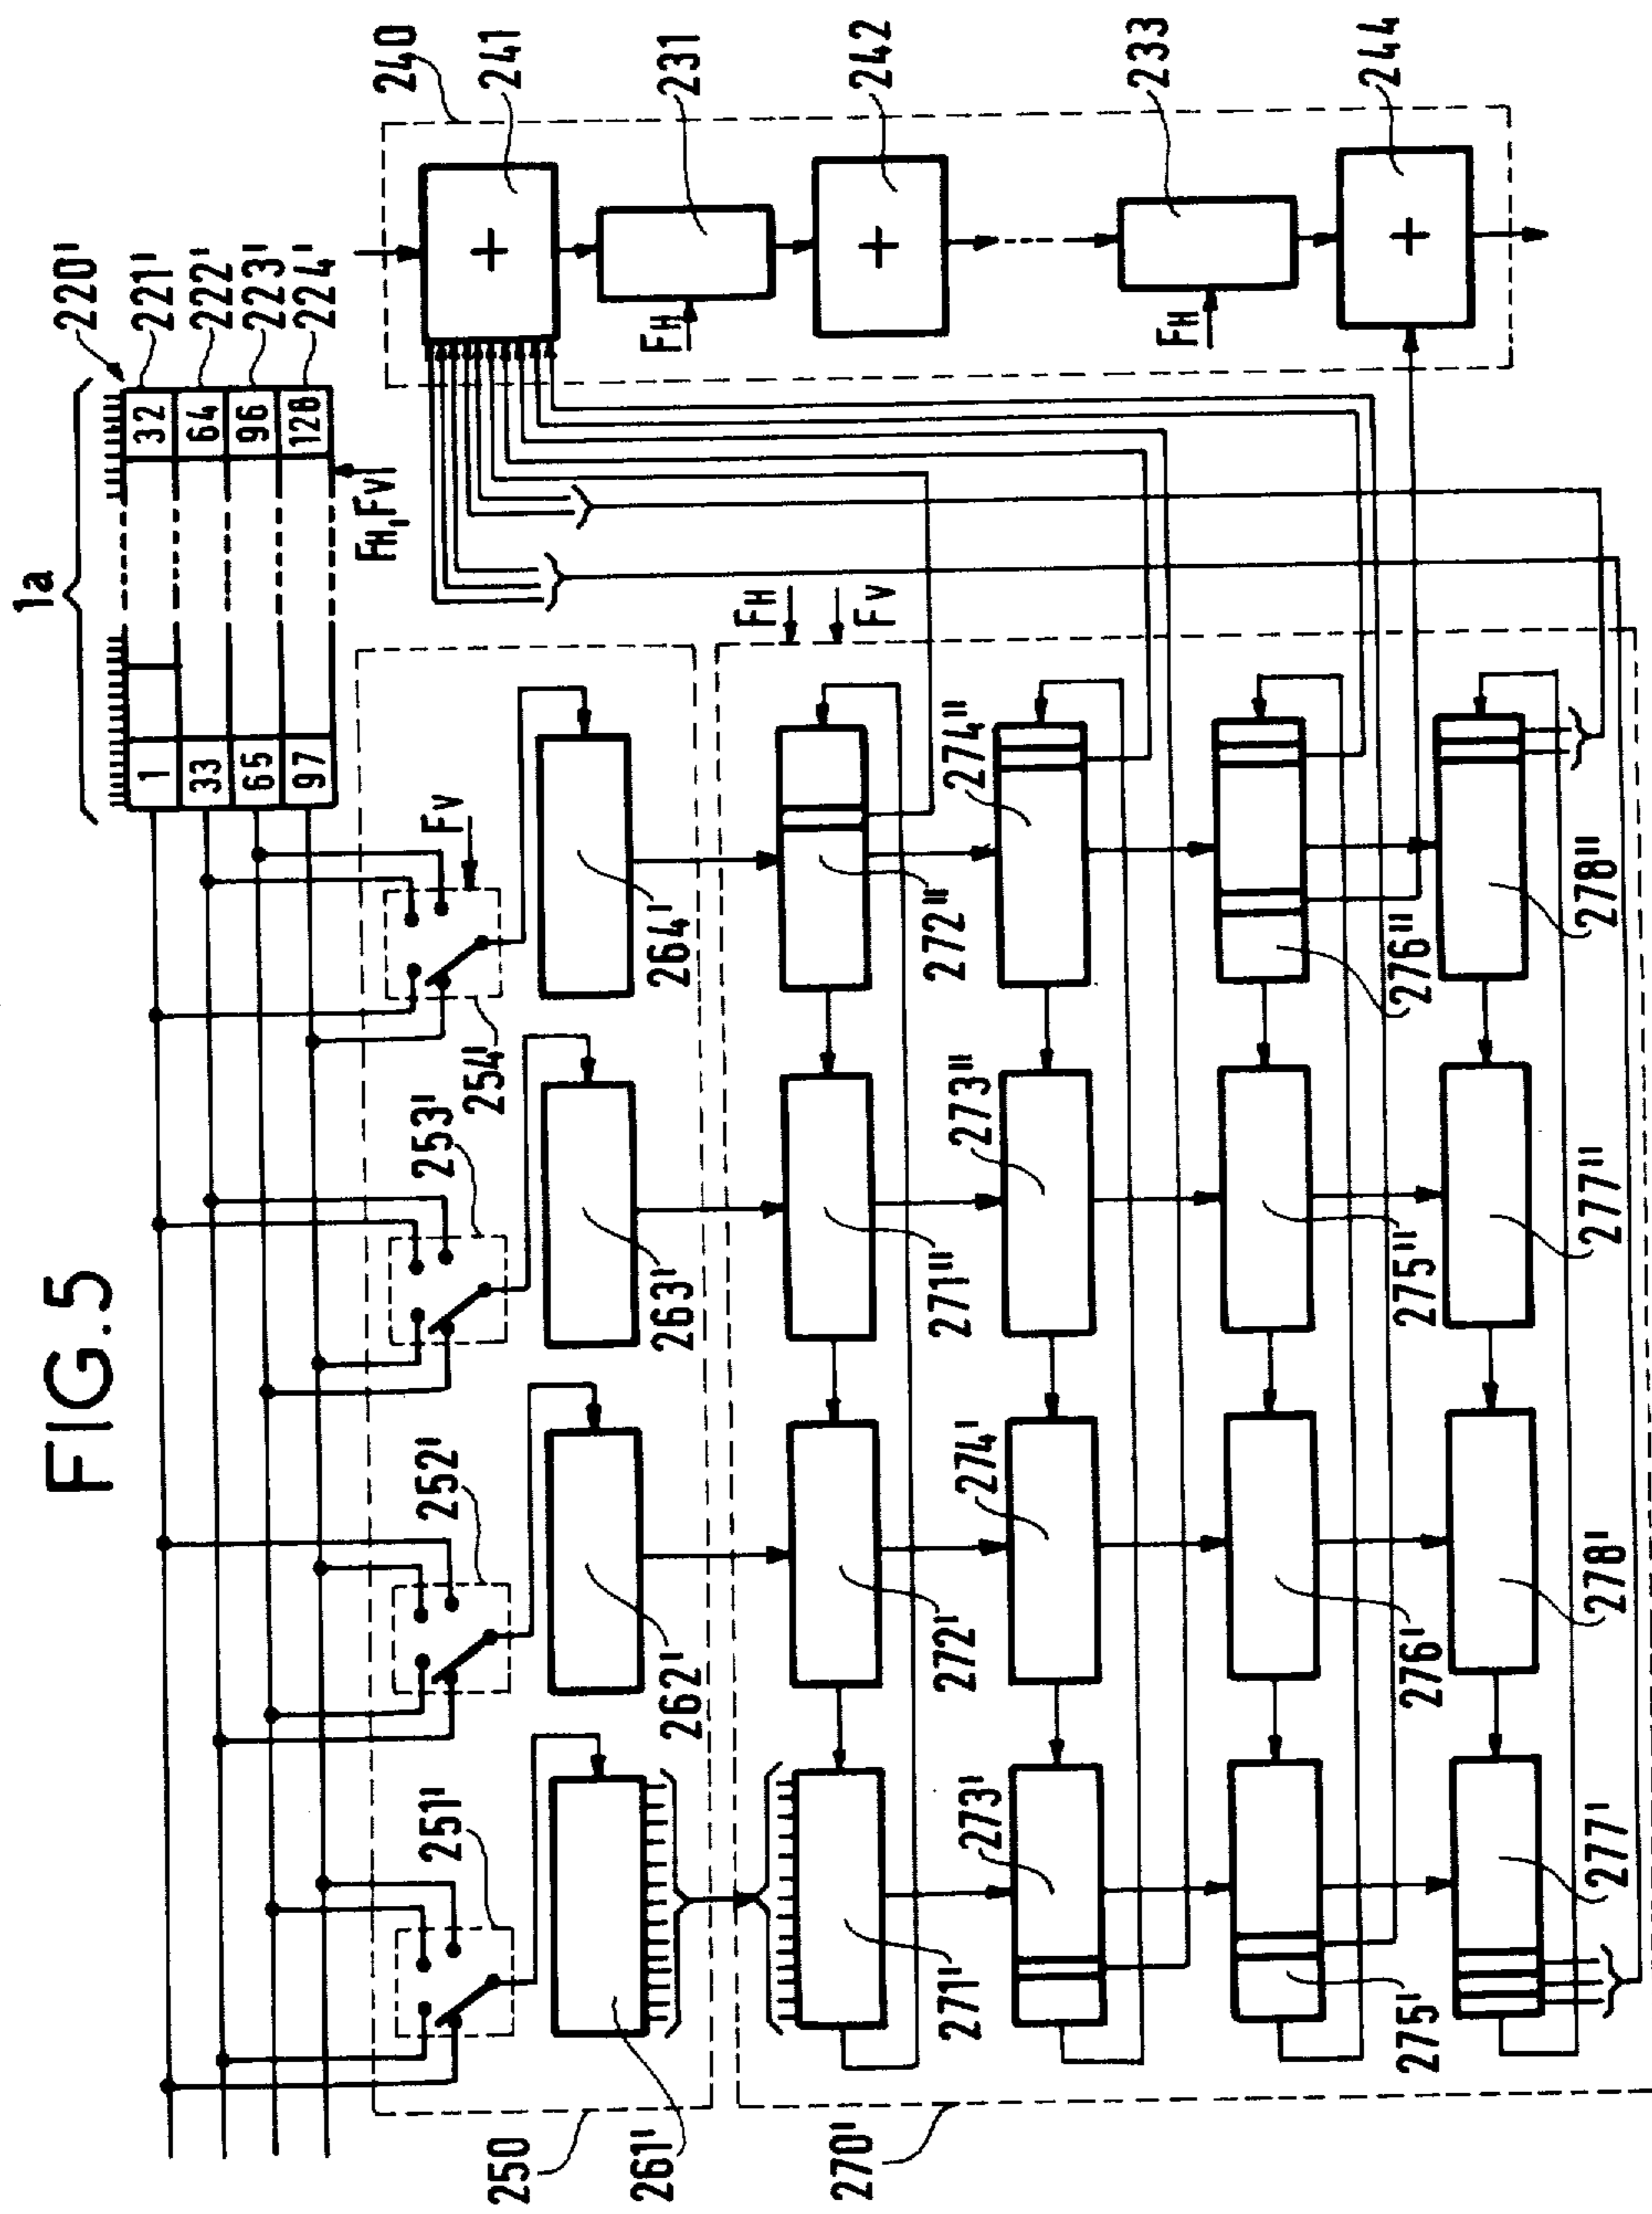 FIG.5
1a
220'
1 32 221'
33 64 222'
65 96 223'
97 128 224'
FH, FV
FV
251' 252' 253' 254'
250
261' 262' 263' 264'
270'
FH
FV
271' 272' 271" 272"
273' 274' 273" 274"
275' 276' 275" 276"
277' 278' 277" 278"
240
+ 241
FH 231
+ 242
FH 233
+ 244